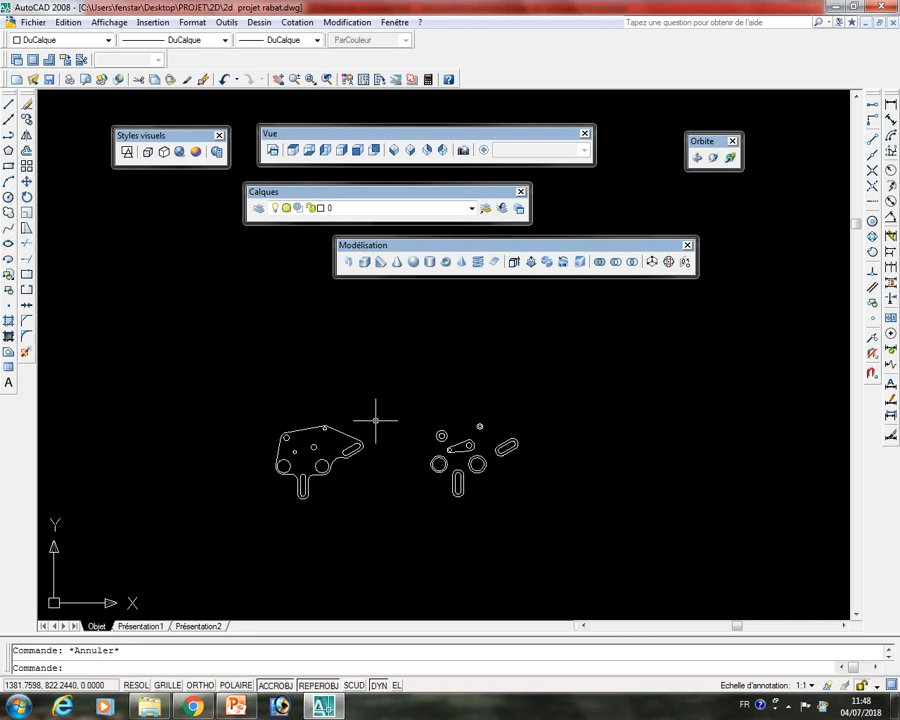 AutoCAD 2008 - [C:\Users\fenstar\Desktop\PROJET\2D\2d projet rabat.dwg]
Fichier Edition Affichage Insertion Format Outils Dessin Cotation Modification Fenêtre ? Tapez une question pour obtenir de l'aide
DuCalque DuCalque DuCalque ParCouleur
Styles visuels
Vue
Orbite
Calques
0
Modélisation
Y
X
Objet Présentation1 Présentation2
Commande: *Annuler*
Commande:
1381.7598, 822.2440, 0.0000 RESOL GRILLE ORTHO POLAIRE ACCROBJ REPEROBJ SCUD DYN EL Echelle d'annotation: 1:1
FR 11:48
04/07/2018